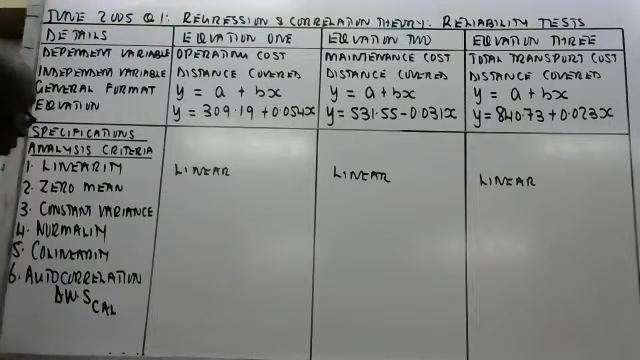 JUNE 2005 Q1: REGRESSION & CORRELATION THEORY: RELIABILITY TESTS
DETAILS EQUATION ONE EQUATION TWO EQUATION THREE
DEPENDENT VARIABLE OPERATING COST MAINTENANCE COST TOTAL TRANSPORT COST
INDEPENDENT VARIABLE DISTANCE COVERED DISTANCE COVERED DISTANCE COVERED
GENERAL FORMAT y = a + bx y = a + bx y = a + bx
EQUATION y = 309.19 + 0.054x y = 531.55 - 0.031x y = 840.73 + 0.023x
SPECIFICATIONS
ANALYSIS CRITERIA
1. LINEARITY LINEAR LINEAR LINEAR
2. ZERO MEAN
3. CONSTANT VARIANCE
4. NORMALITY
5. COLINEARITY
6. AUTOCORRELATION
D.W.S CAL